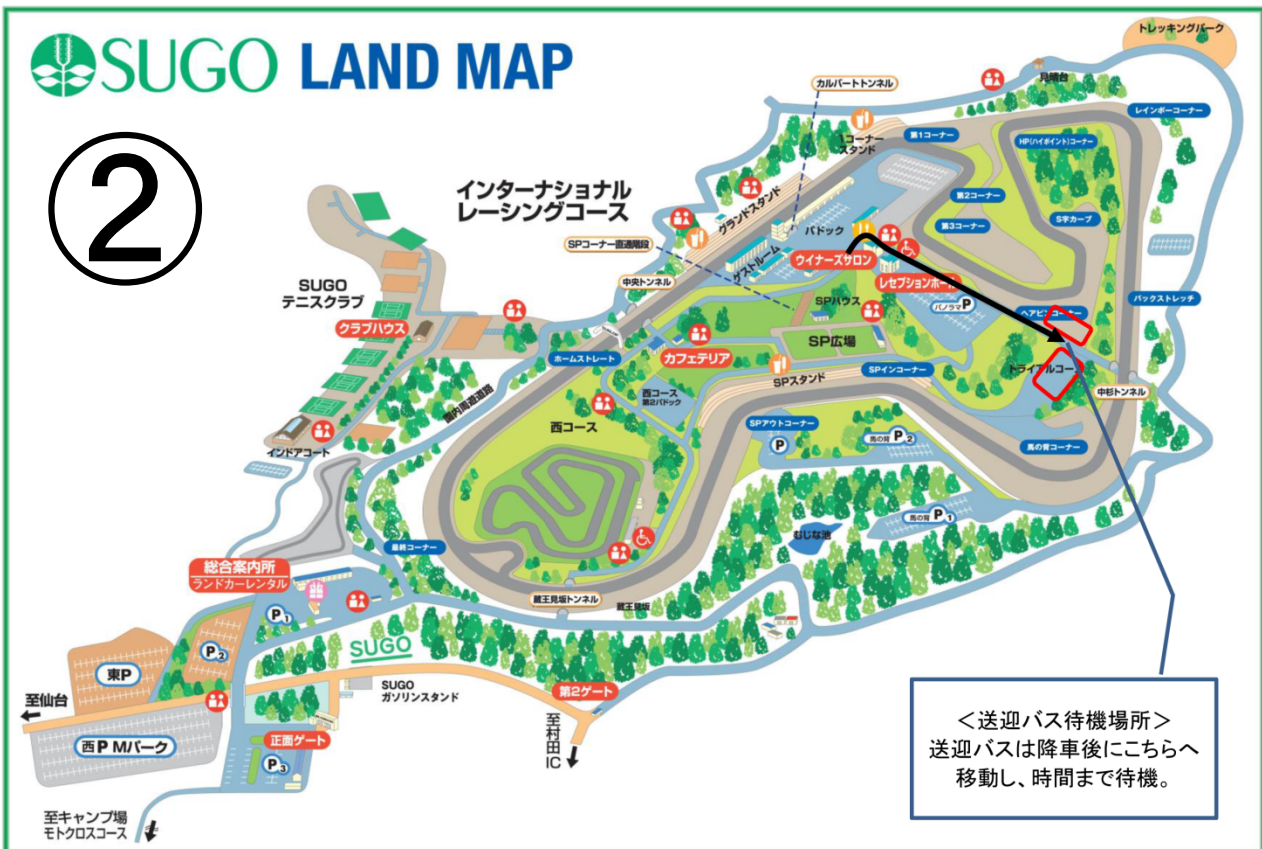 SUGO LAND MAP
②
トレッキングパーク
見晴台
カルバートトンネル
レインボーコーナー
1コーナー
スタンド
第1コーナー
HP(ハイポイント)コーナー
インターナショナル
レーシングコース
グランドスタンド
第2コーナー
S字カーブ
第3コーナー
パドック
SPコーナー直通階段
ゲストルーム
ウイナーズサロン
レセプションホール
中央トンネル
SUGO
テニスクラブ
クラブハウス
SPハウス
パノラマP
バックストレッチ
ヘアピンコーナー
SP広場
ホームストレート
カフェテリア
トライアルコース
SPスタンド
SPインコーナー
中杉トンネル
西コース
第2パドック
園内周遊道路
西コース
SPアウトコーナー
P
馬の背 P2
馬の背コーナー
インドアコート
馬の背 P1
むじな池
最終コーナー
総合案内所
ランドカーレンタル
蔵王見坂トンネル
蔵王見坂
P1
P2
SUGO
東P
至仙台
SUGO
ガソリンスタンド
第2ゲート
西P Mパーク
正面ゲート
P3
至村田IC
至キャンプ場
モトクロスコース
<送迎バス待機場所>
送迎バスは降車後にこちらへ
移動し、時間まで待機。